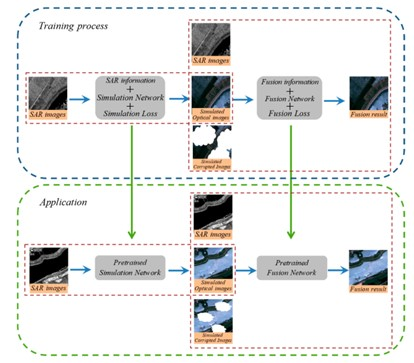 Training process
SAR images
SAR images
SAR information
+
Simulation Network
+
Simulation Loss
Simulated
Optical images
Fusion information
+
Fusion Network
+
Fusion Loss
Fusion result
Simulated
Corrupted Images
Application
SAR images
SAR images
Pretrained
Simulation Network
Simulated
Optical images
Pretrained
Fusion Network
Fusion result
Simulated
Corrupted Images